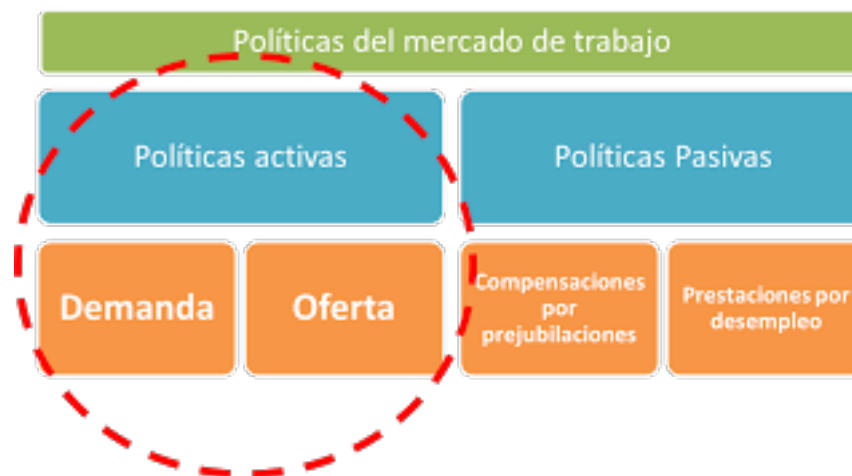 Políticas del mercado de trabajo
Políticas activas
Políticas Pasivas
Demanda
Oferta
Compensaciones
por
prejubilaciones
Prestaciones por
desempleo